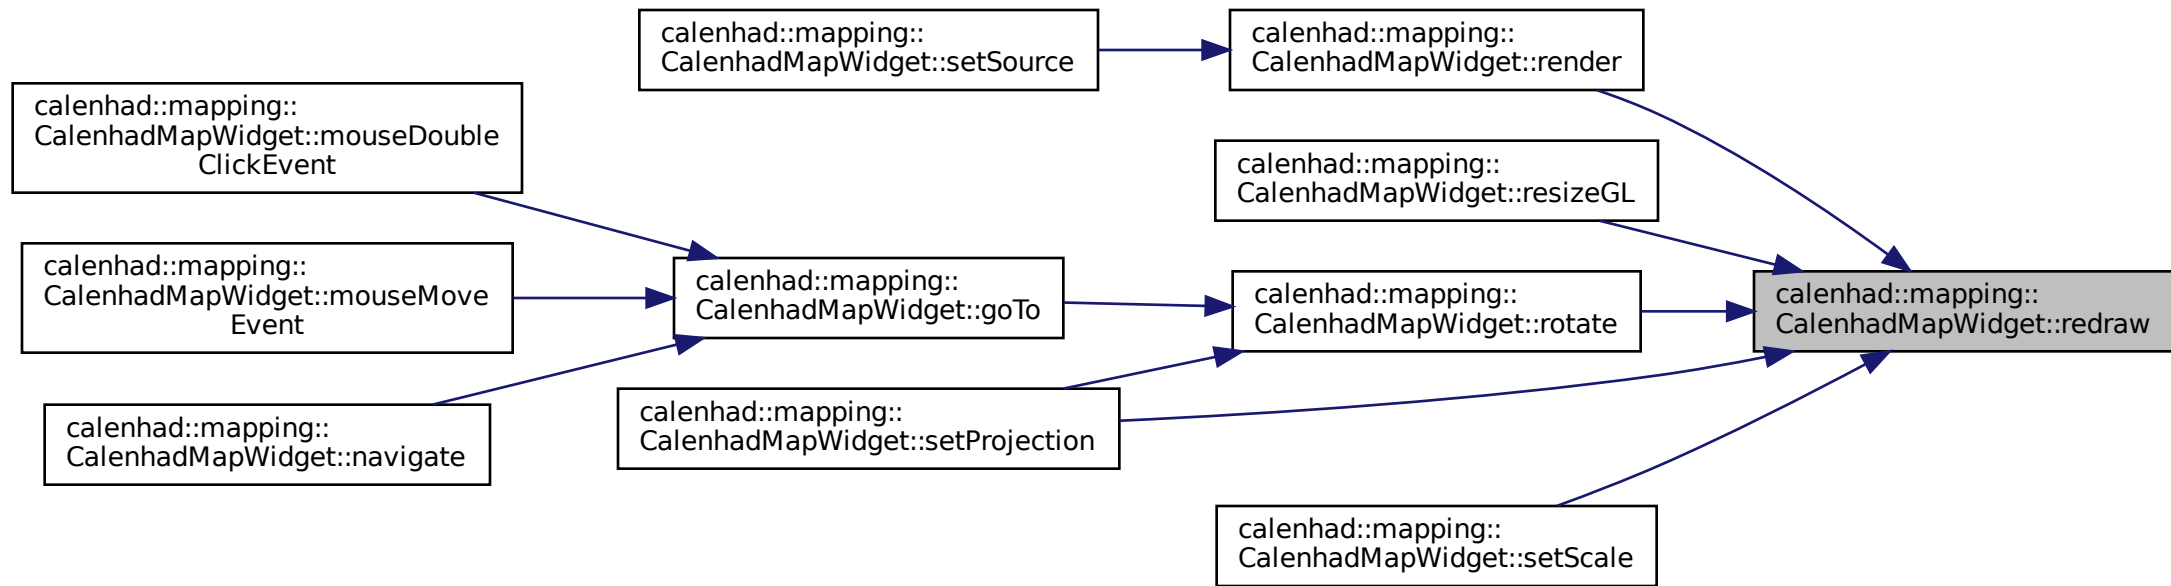 calenhad::mapping::
CalenhadMapWidget::setSource
calenhad::mapping::
CalenhadMapWidget::render
calenhad::mapping::
CalenhadMapWidget::mouseDouble
ClickEvent
calenhad::mapping::
CalenhadMapWidget::resizeGL
calenhad::mapping::
CalenhadMapWidget::mouseMove
Event
calenhad::mapping::
CalenhadMapWidget::goTo
calenhad::mapping::
CalenhadMapWidget::rotate
calenhad::mapping::
CalenhadMapWidget::redraw
calenhad::mapping::
CalenhadMapWidget::navigate
calenhad::mapping::
CalenhadMapWidget::setProjection
calenhad::mapping::
CalenhadMapWidget::setScale